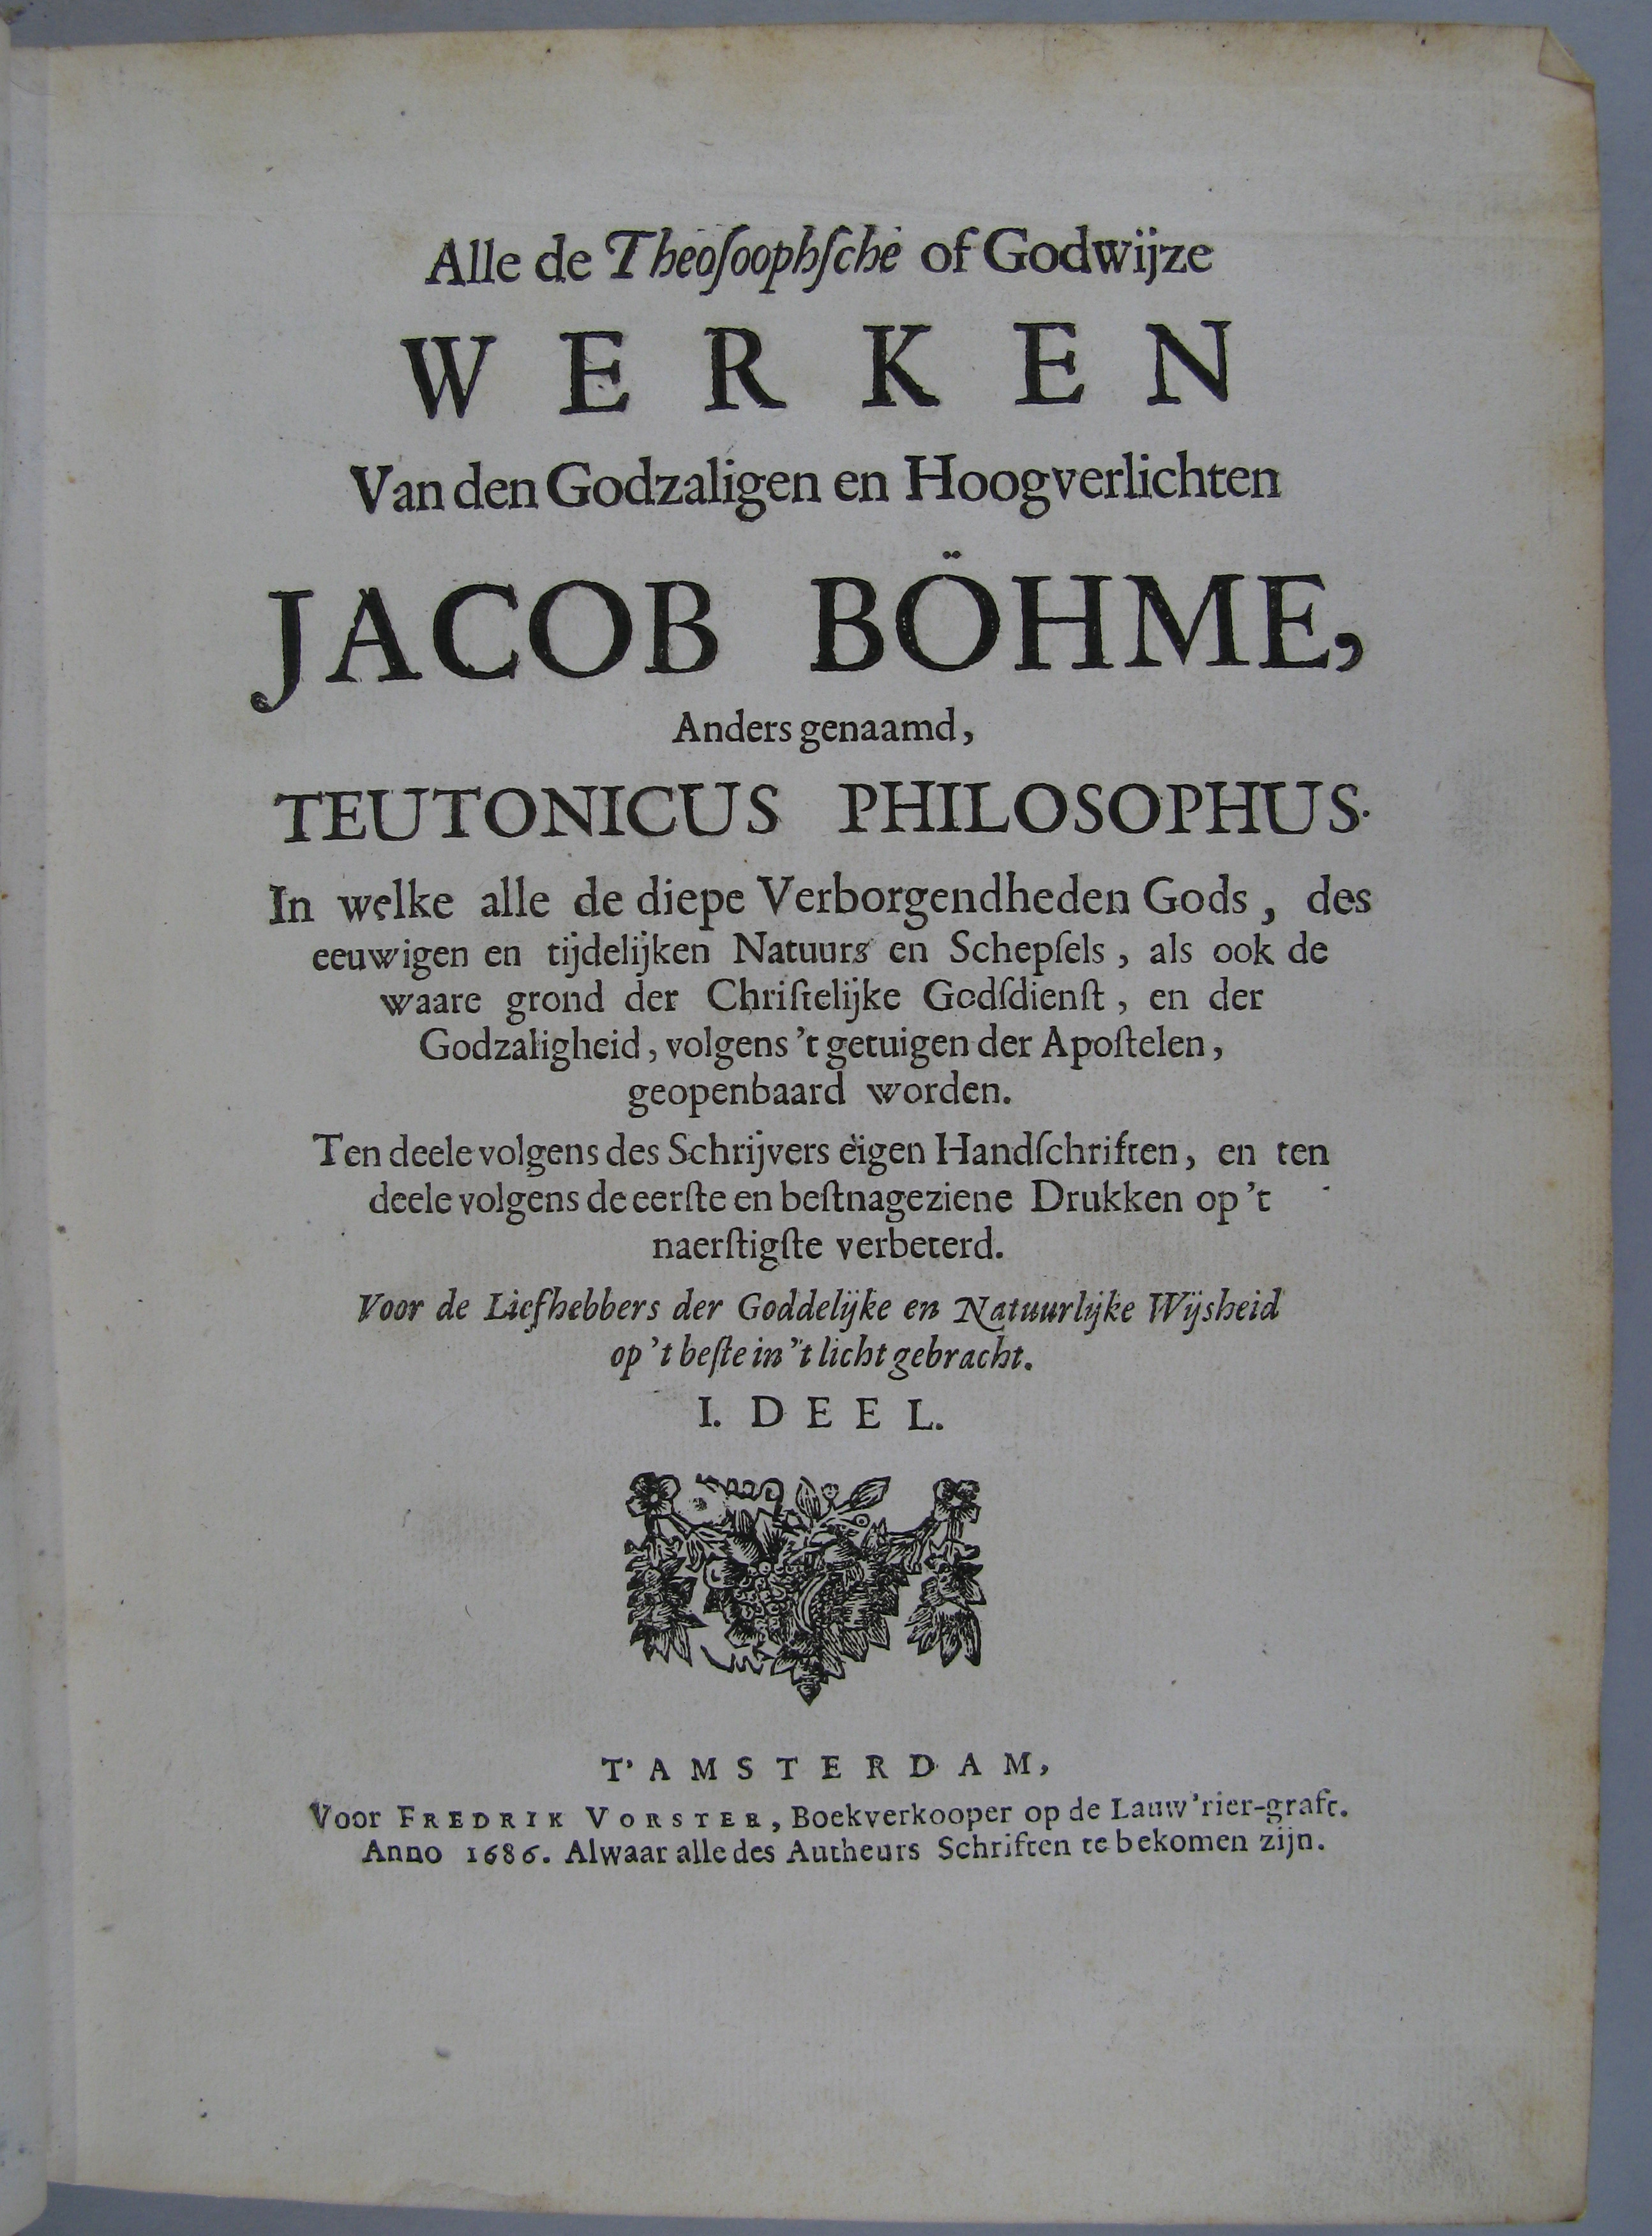 Alle de Theoſoophſche of Godwijze
WERKEN
Van den Godzaligen en Hoogverlichten
JACOB BÖHME,
Anders genaamd,
TEUTONICUS PHILOSOPHUS.
In welke alle de diepe Verborgendheden Gods, des
eeuwigen en tijdelijken Natuurs en Schepſels, als ook de
waare grond der Chriſtelijke Godſdienſt, en der
Godzaligheid, volgens 't getuigen der Apoſtelen,
geopenbaard worden.
Ten deele volgens des Schrijvers eigen Handſchriften, en ten
deele volgens de eerſte en beſtnageziene Drukken op 't
naerſtigſte verbeterd.
Voor de Liefhebbers der Goddelijke en Natuurlijke Wijsheid
op 't beſte in 't licht gebracht.
I. DEEL.
T'AMSTERDAM,
Voor FREDRIK VORSTER, Boekverkooper op de Lauw'rier-graft.
Anno 1686. Alwaar alle des Autheurs Schriften te bekomen zijn.